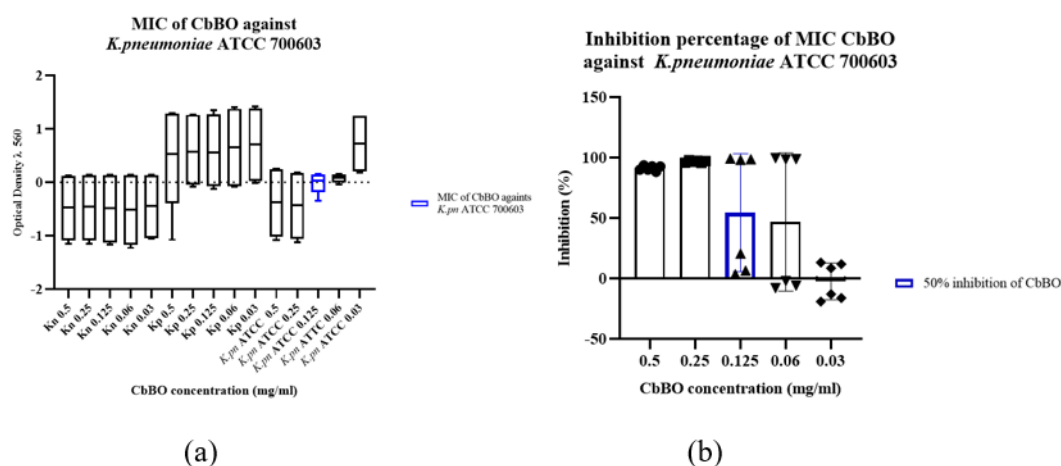 MIC of CbBO against
K.pneumoniae ATCC 700603
Optical Density λ 560
2
1
0
-1
-2
Kn 0.5
Kn 0.25
Kn 0.125
Kn 0.06
Kn 0.03
Kp 0.5
Kp 0.25
Kp 0.125
Kp 0.06
Kp 0.03
K.pn ATCC 0.5
K.pn ATCC 0.25
K.pn ATCC 0.125
K.pn ATTC 0.06
K.pn ATCC 0.03
CbBO concentration (mg/ml)
MIC of CbBO againts
K.pn ATCC 700603
(a)
Inhibition percentage of MIC CbBO
against K.pneumoniae ATCC 700603
Inhibition (%)
150
100
50
0
-50
0.5 0.25 0.125 0.06 0.03
CbBO concentration (mg/ml)
50% inhibition of CbBO
(b)